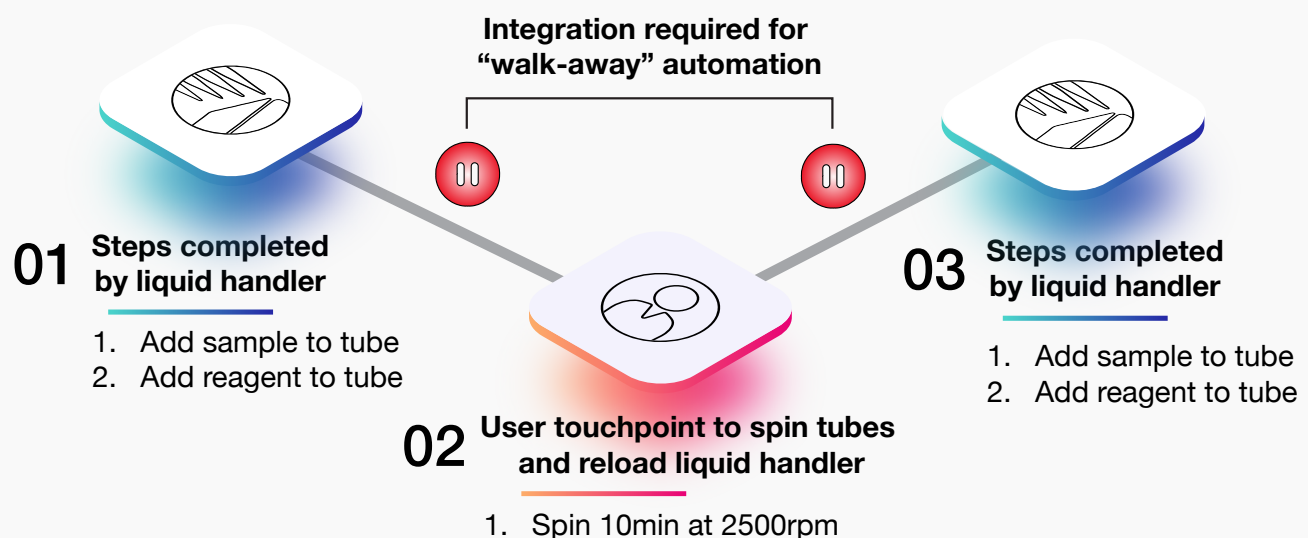 Integration required for
“walk-away” automation
01
Steps completed
by liquid handler
1. Add sample to tube
2. Add reagent to tube
02
User touchpoint to spin tubes
and reload liquid handler
1. Spin 10min at 2500rpm
03
Steps completed
by liquid handler
1. Add sample to tube
2. Add reagent to tube